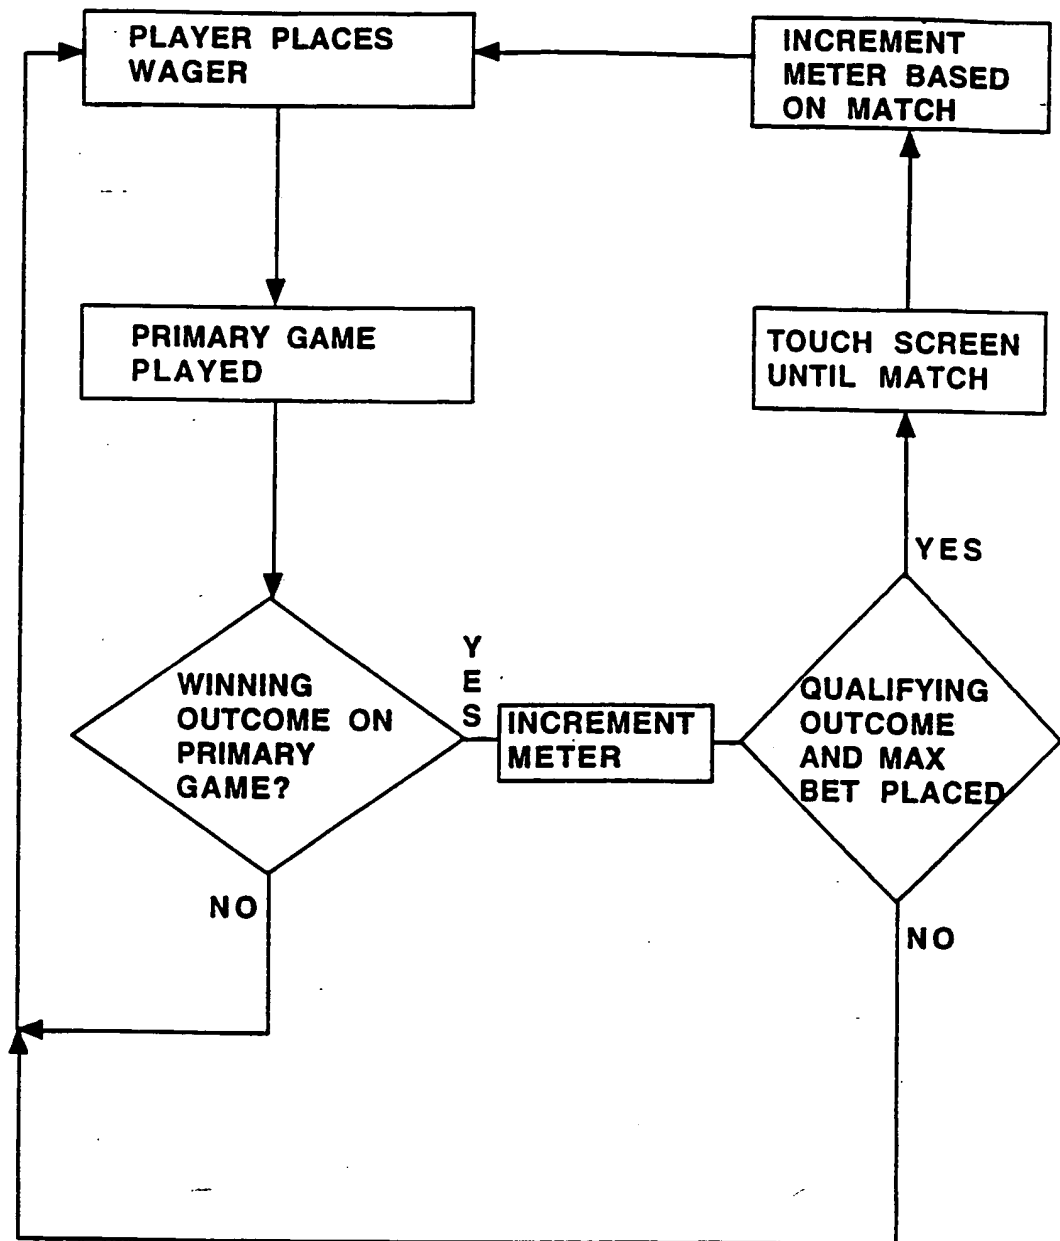 PLAYER PLACES
WAGER
INCREMENT
METER BASED
ON MATCH
PRIMARY GAME
PLAYED
TOUCH SCREEN
UNTIL MATCH
YES
WINNING
OUTCOME ON
PRIMARY
GAME?
YES
INCREMENT
METER
QUALIFYING
OUTCOME
AND MAX
BET PLACED
NO
NO